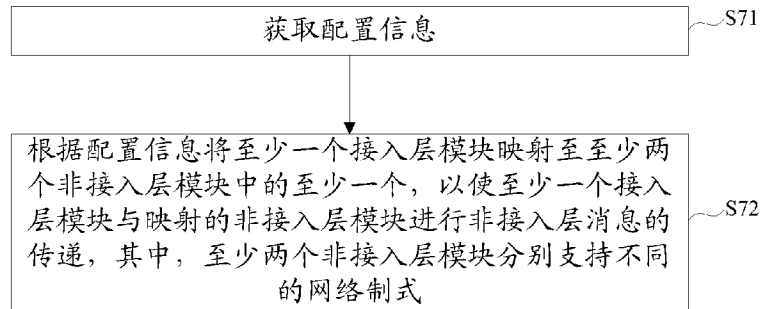 获取配置信息
S71
根据配置信息将至少一个接入层模块映射至至少两
个非接入层模块中的至少一个，以使至少一个接入
层模块与映射的非接入层模块进行非接入层消息的
传递，其中，至少两个非接入层模块分别支持不同
的网络制式
S72